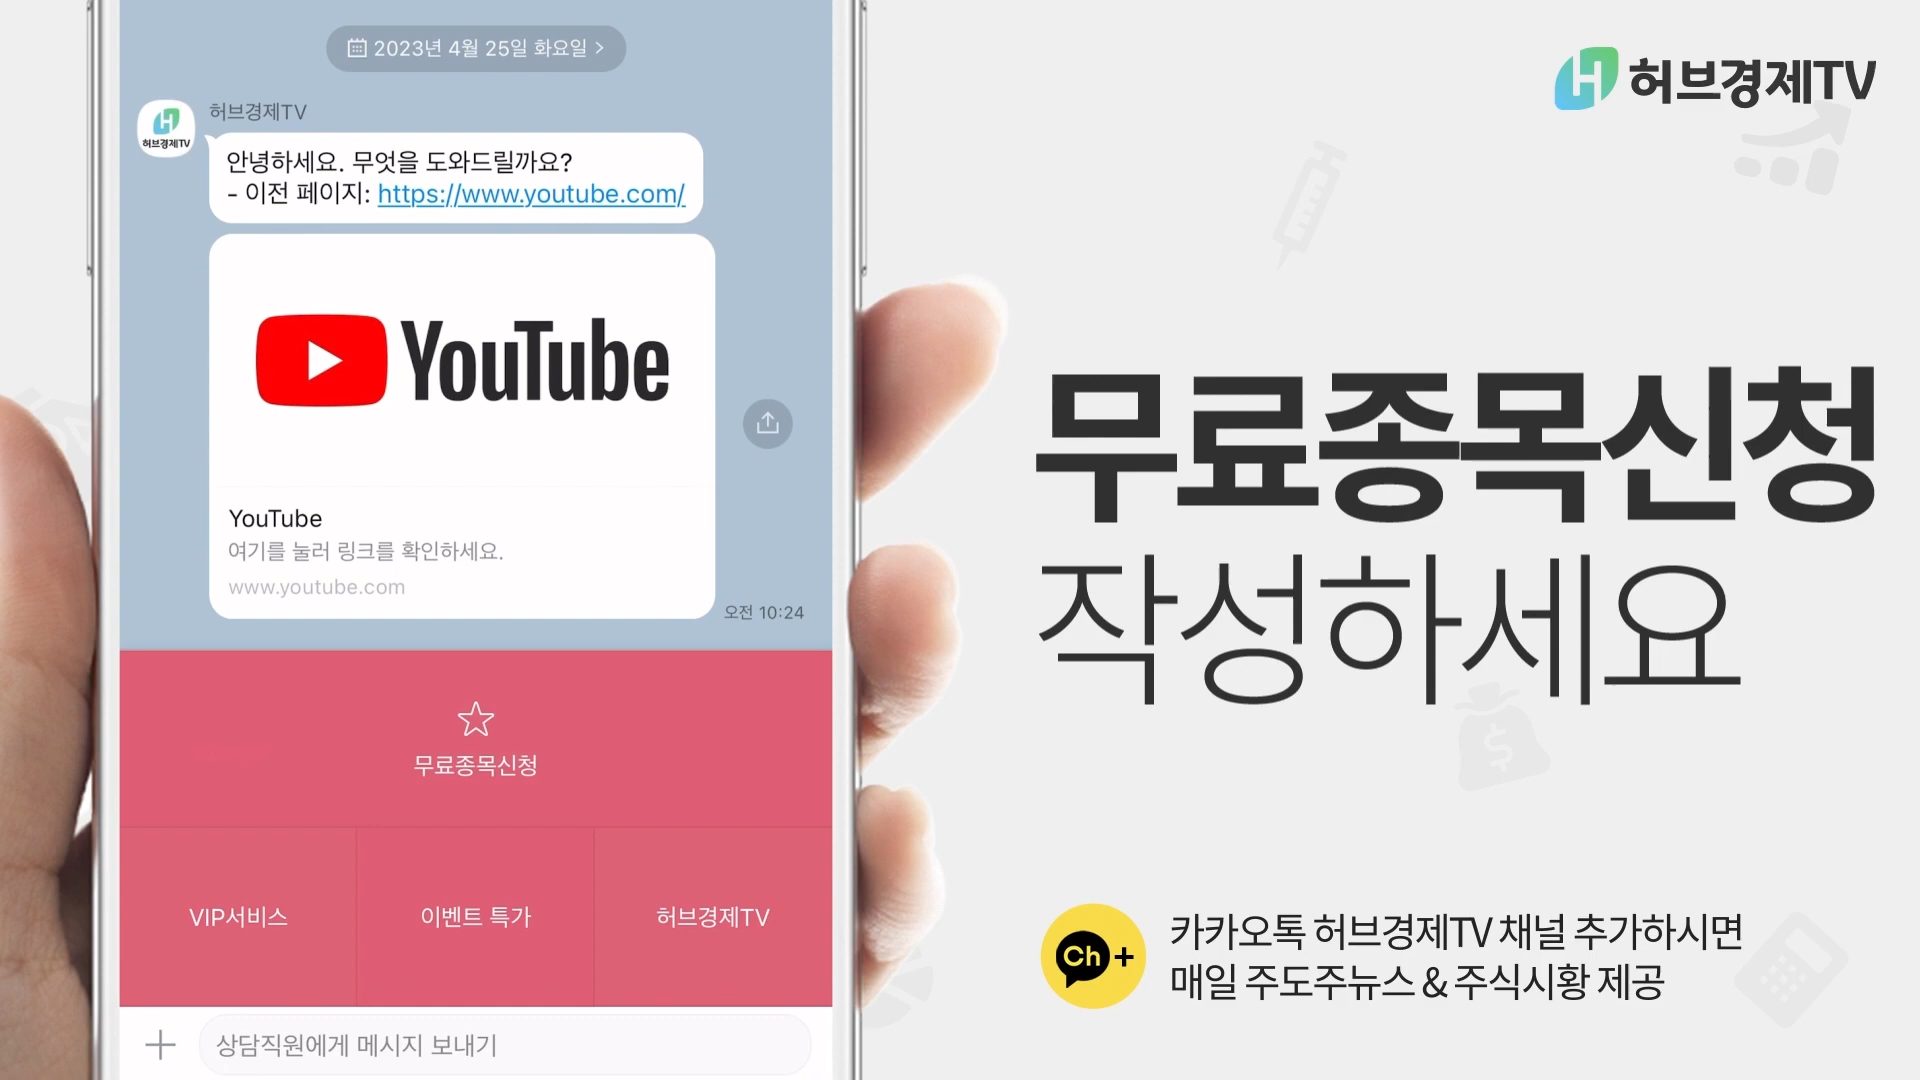 2023년 4월 25일 화요일 >
허브경제TV
허브경제TV
안녕하세요. 무엇을 도와드릴까요?
- 이전 페이지: https://www.youtube.com/
YouTube
YouTube
여기를 눌러 링크를 확인하세요.
www.youtube.com
오전 10:24
무료종목신청
VIP서비스
이벤트 특가
허브경제TV
상담직원에게 메시지 보내기
H 허브경제TV
무료종목신청
작성하세요
Ch+
카카오톡 허브경제TV 채널 추가하시면
매일 주도주뉴스 & 주식시황 제공